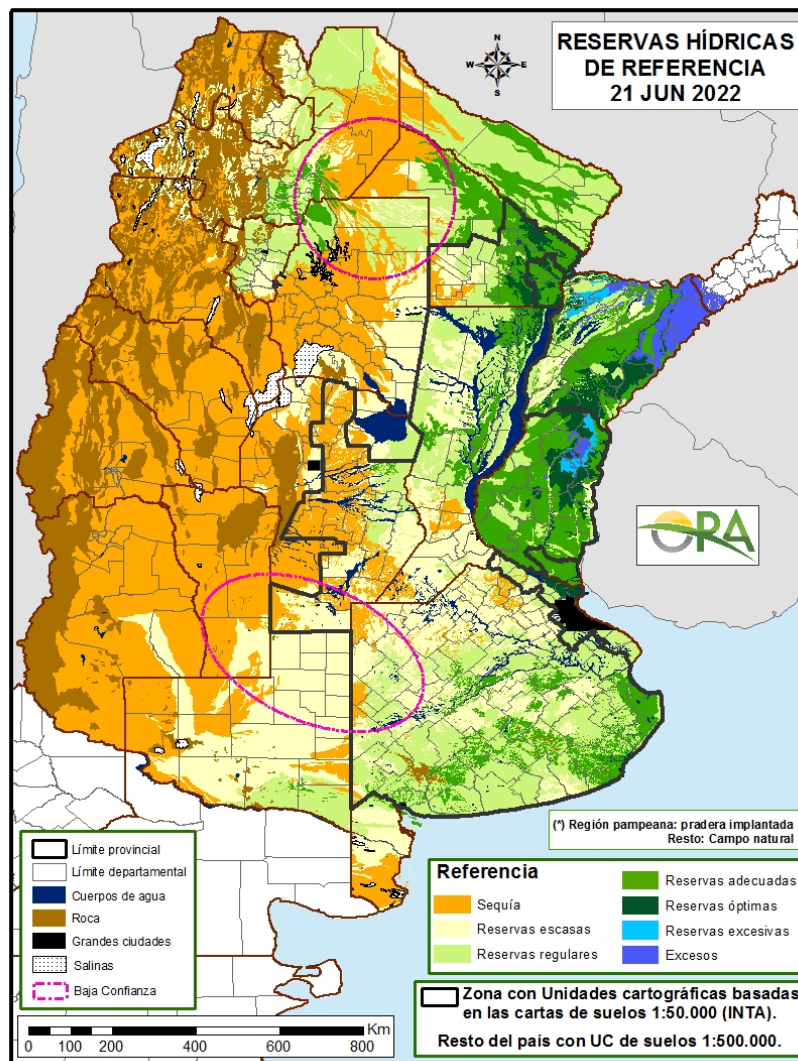 RESERVAS HÍDRICAS
DE REFERENCIA
21 JUN 2022
N
W
E
S
OPA
(*) Región pampeana: pradera implantada
Resto: Campo natural
Límite provincial
Límite departamental
Cuerpos de agua
Roca
Grandes ciudades
Salinas
Baja Confianza
Referencia
Sequía
Reservas escasas
Reservas regulares
Reservas adecuadas
Reservas óptimas
Reservas excesivas
Excesos
Zona con Unidades cartográficas basadas
en las cartas de suelos 1:50.000 (INTA).
Resto del país con UC de suelos 1:500.000.
Km
0 100 200 400 600 800